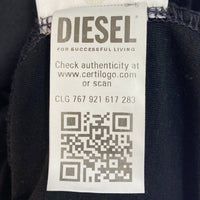 DIESEL
FOR SUCCESSFUL LIVING
Check authenticity at
www.certilogo.com
or scan
CLG 767 921 617 283